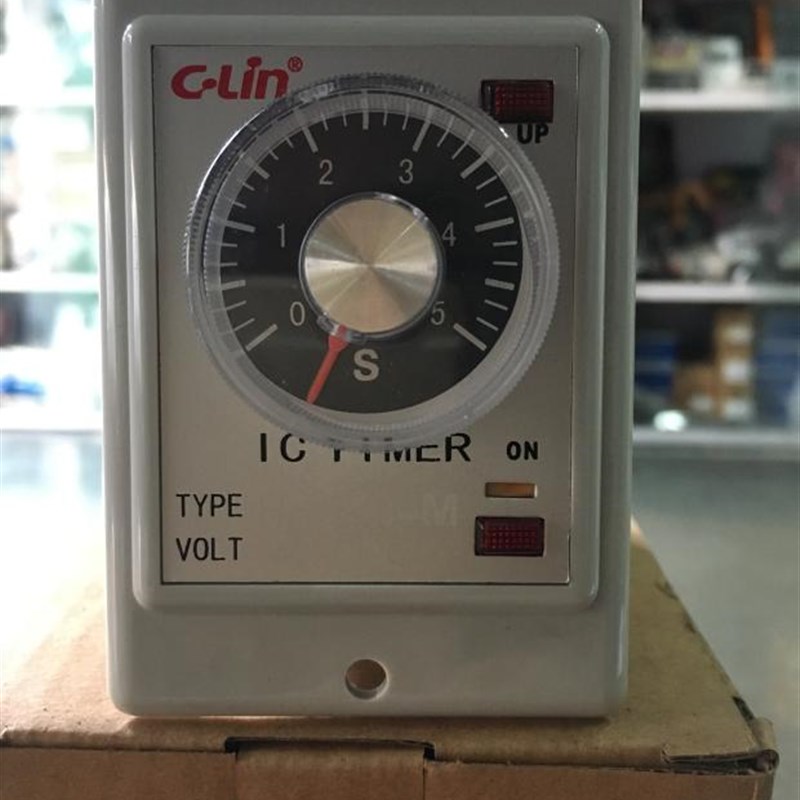 C-Lin®
UP
2 3
1 4
0 5
S
IC TIMER ON
TYPE
VOLT